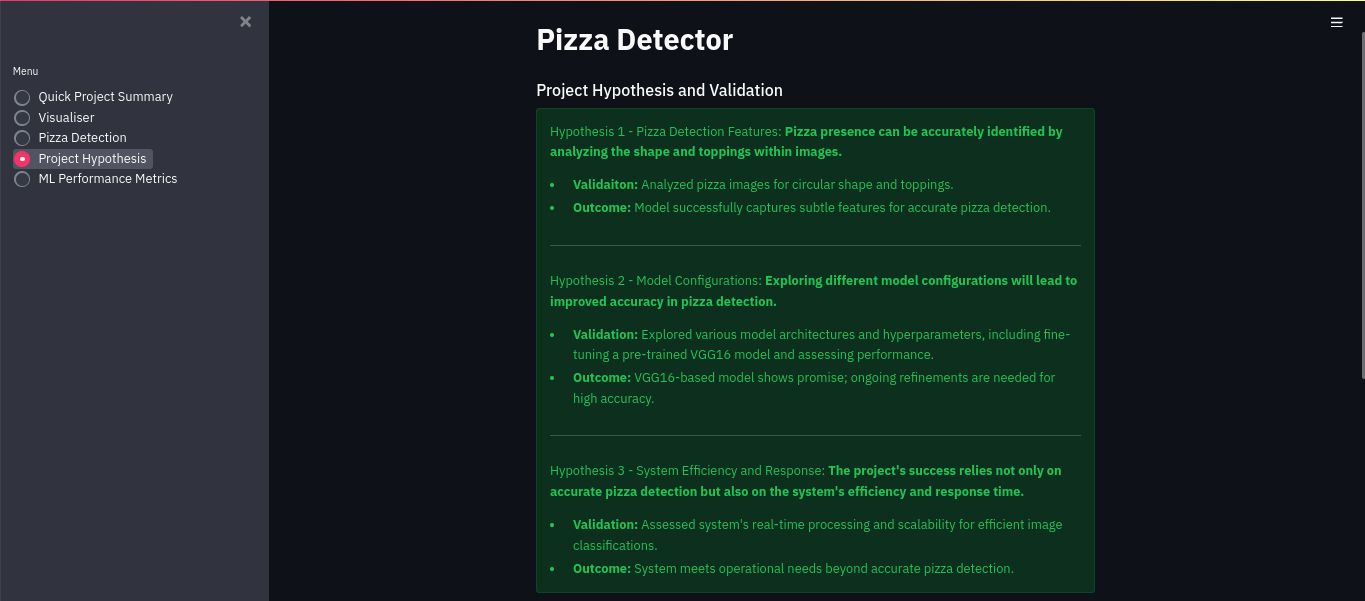 Menu
Quick Project Summary
Visualiser
Pizza Detection
Project Hypothesis
ML Performance Metrics
Pizza Detector
Project Hypothesis and Validation
Hypothesis 1 - Pizza Detection Features: Pizza presence can be accurately identified by
analyzing the shape and toppings within images.
• Validaiton: Analyzed pizza images for circular shape and toppings.
• Outcome: Model successfully captures subtle features for accurate pizza detection.
Hypothesis 2 - Model Configurations: Exploring different model configurations will lead to
improved accuracy in pizza detection.
• Validation: Explored various model architectures and hyperparameters, including fine-
tuning a pre-trained VGG16 model and assessing performance.
• Outcome: VGG16-based model shows promise; ongoing refinements are needed for
high accuracy.
Hypothesis 3 - System Efficiency and Response: The project's success relies not only on
accurate pizza detection but also on the system's efficiency and response time.
• Validation: Assessed system's real-time processing and scalability for efficient image
classifications.
• Outcome: System meets operational needs beyond accurate pizza detection.